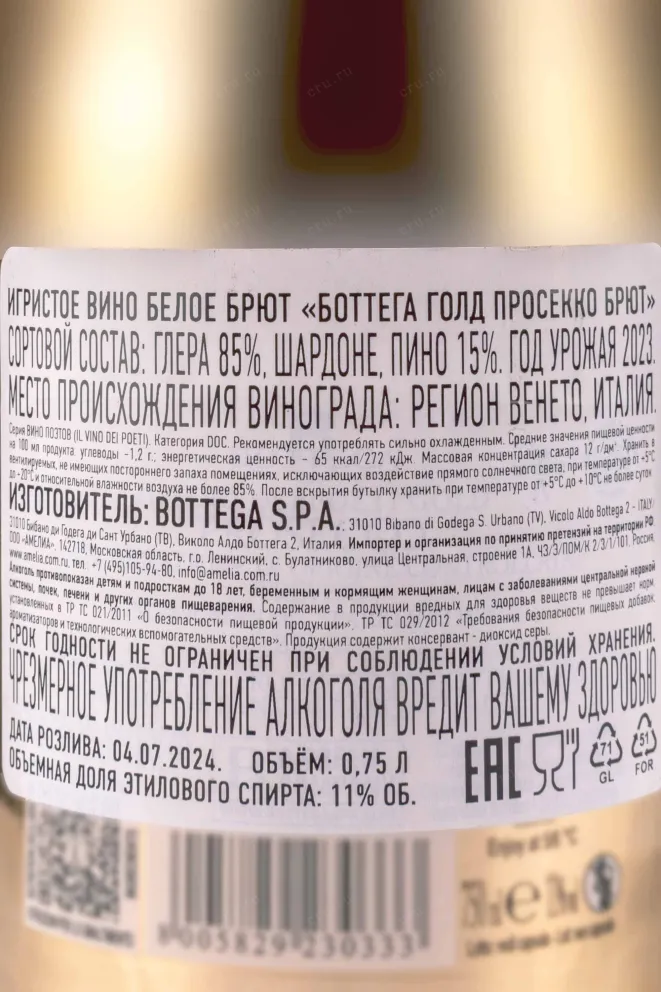 cru.ru
cru.ru
ИГРИСТОЕ ВИНО БЕЛОЕ БРЮТ «БОТТЕГА ГОЛД ПРОСЕККО БРЮТ»
СОРТОВОЙ СОСТАВ: ГЛЕРА 85%, ШАРДОНЕ, ПИНО 15%. ГОД УРОЖАЯ 2023.
МЕСТО ПРОИСХОЖДЕНИЯ ВИНОГРАДА: РЕГИОН ВЕНЕТО, ИТАЛИЯ.
Серия ВИНО ПОЭТОВ (IL VINO DEI POETI). Категория DOC. Рекомендуется употреблять сильно охлажденным. Средние значения пищевой ценности
на 100 мл продукта: углеводы -1,2 г.; энергетическая ценность - 65 ккал/272 кДж. Массовая концентрация сахара 12 г/дм³. Хранить в
вентилируемых, не имеющих постороннего запаха помещениях, исключающих воздействие прямого солнечного света, при температуре от +5°C
до +20°C и относительной влажности воздуха не более 85%. После вскрытия бутылку хранить при температуре от +5°C до +10°C не более суток
ИЗГОТОВИТЕЛЬ: BOTTEGA S.P.A., 31010 Bibano di Godega S. Urbano (TV), Vicolo Aldo Bottega 2 - ITALY/
31010 Бибано ди Годега ди Сант Урбано (ТВ), Виколо Алдо Боттега 2, Италия. Импортер и организация по принятию претензий на территории РФ:
ООО «АМЕЛИЯ», 142718, Московская область, г.о. Ленинский, с. Булатниково, улица Центральная, строение 1А, ЧЗ/3/ПОМ/К 2/3/1/101, Россия,
www.amelia.com.ru, тел. +7 (495)105-94-80, info@amelia.com.ru
Алкоголь противопоказан детям и подросткам до 18 лет, беременным и кормящим женщинам, лицам с заболеваниями центральной нервной
системы, почек, печени и других органов пищеварения. Содержание в продукции вредных для здоровья веществ не превышает норм,
установленных в ТР ТС 021/2011 «О безопасности пищевой продукции», ТР ТС 029/2012 «Требования безопасности пищевых добавок,
ароматизаторов и технологических вспомогательных средств». Продукция содержит консервант - диоксид серы.
СРОК ГОДНОСТИ НЕ ОГРАНИЧЕН ПРИ СОБЛЮДЕНИИ УСЛОВИЙ ХРАНЕНИЯ.
ЧРЕЗМЕРНОЕ УПОТРЕБЛЕНИЕ АЛКОГОЛЯ ВРЕДИТ ВАШЕМУ ЗДОРОВЬЮ
ДАТА РОЗЛИВА: 04.07.2024. ОБЪЁМ: 0,75 Л
ОБЪЕМНАЯ ДОЛЯ ЭТИЛОВОГО СПИРТА: 11% ОБ.
EAC
71
GL
51
FOR
8 005829 230333